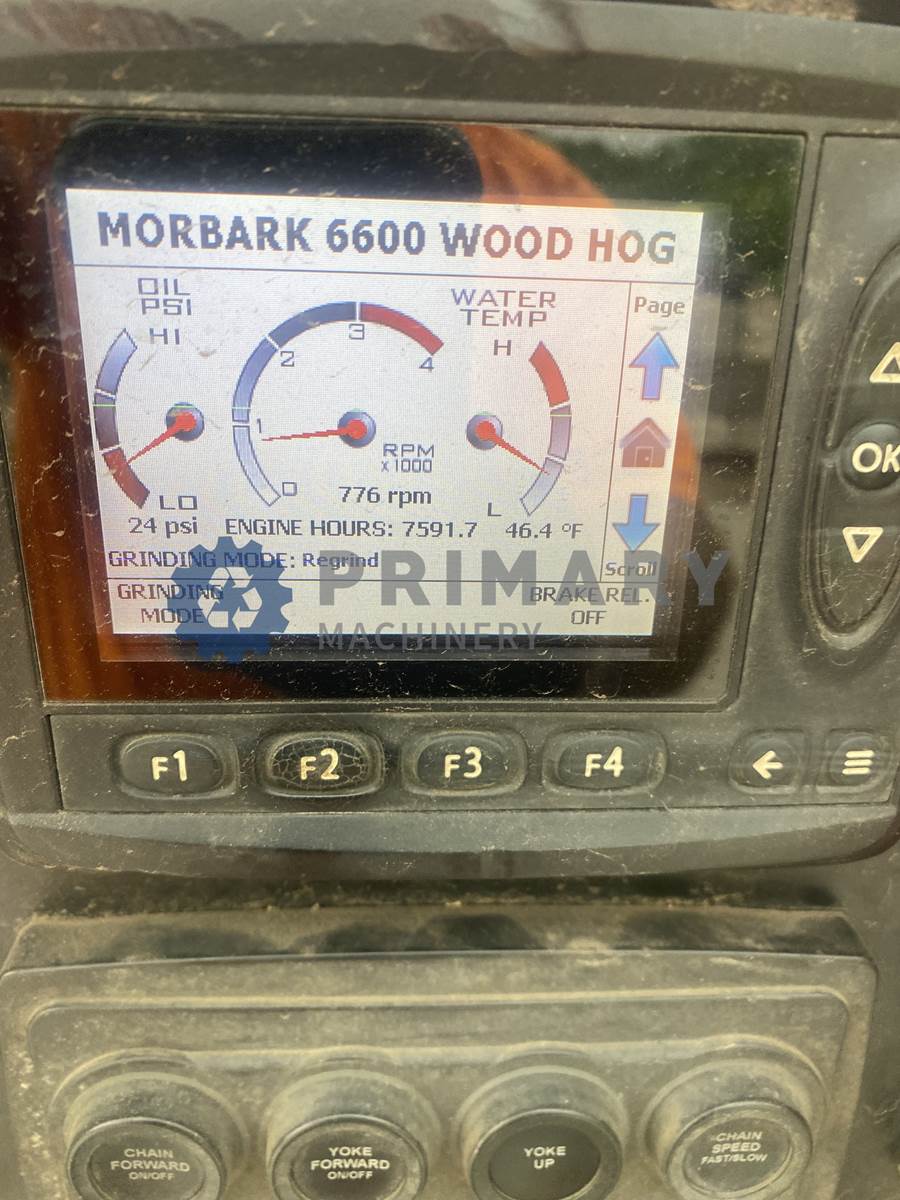 MORBARK 6600 WOOD HOG
OIL
PSI
HI
LO
24 psi
0
1
2
3
4
RPM
x1000
776 rpm
WATER
TEMP
H
L
46.4 °F
Page
Scroll
ENGINE HOURS: 7591.7
GRINDING MODE: Regrind
GRINDING
MODE
BRAKE REL.
OFF
PRIMARY
MACHINERY
OK
F1
F2
F3
F4
CHAIN
FORWARD
ON/OFF
YOKE
FORWARD
ON/OFF
YOKE
UP
CHAIN
SPEED
FAST/SLOW